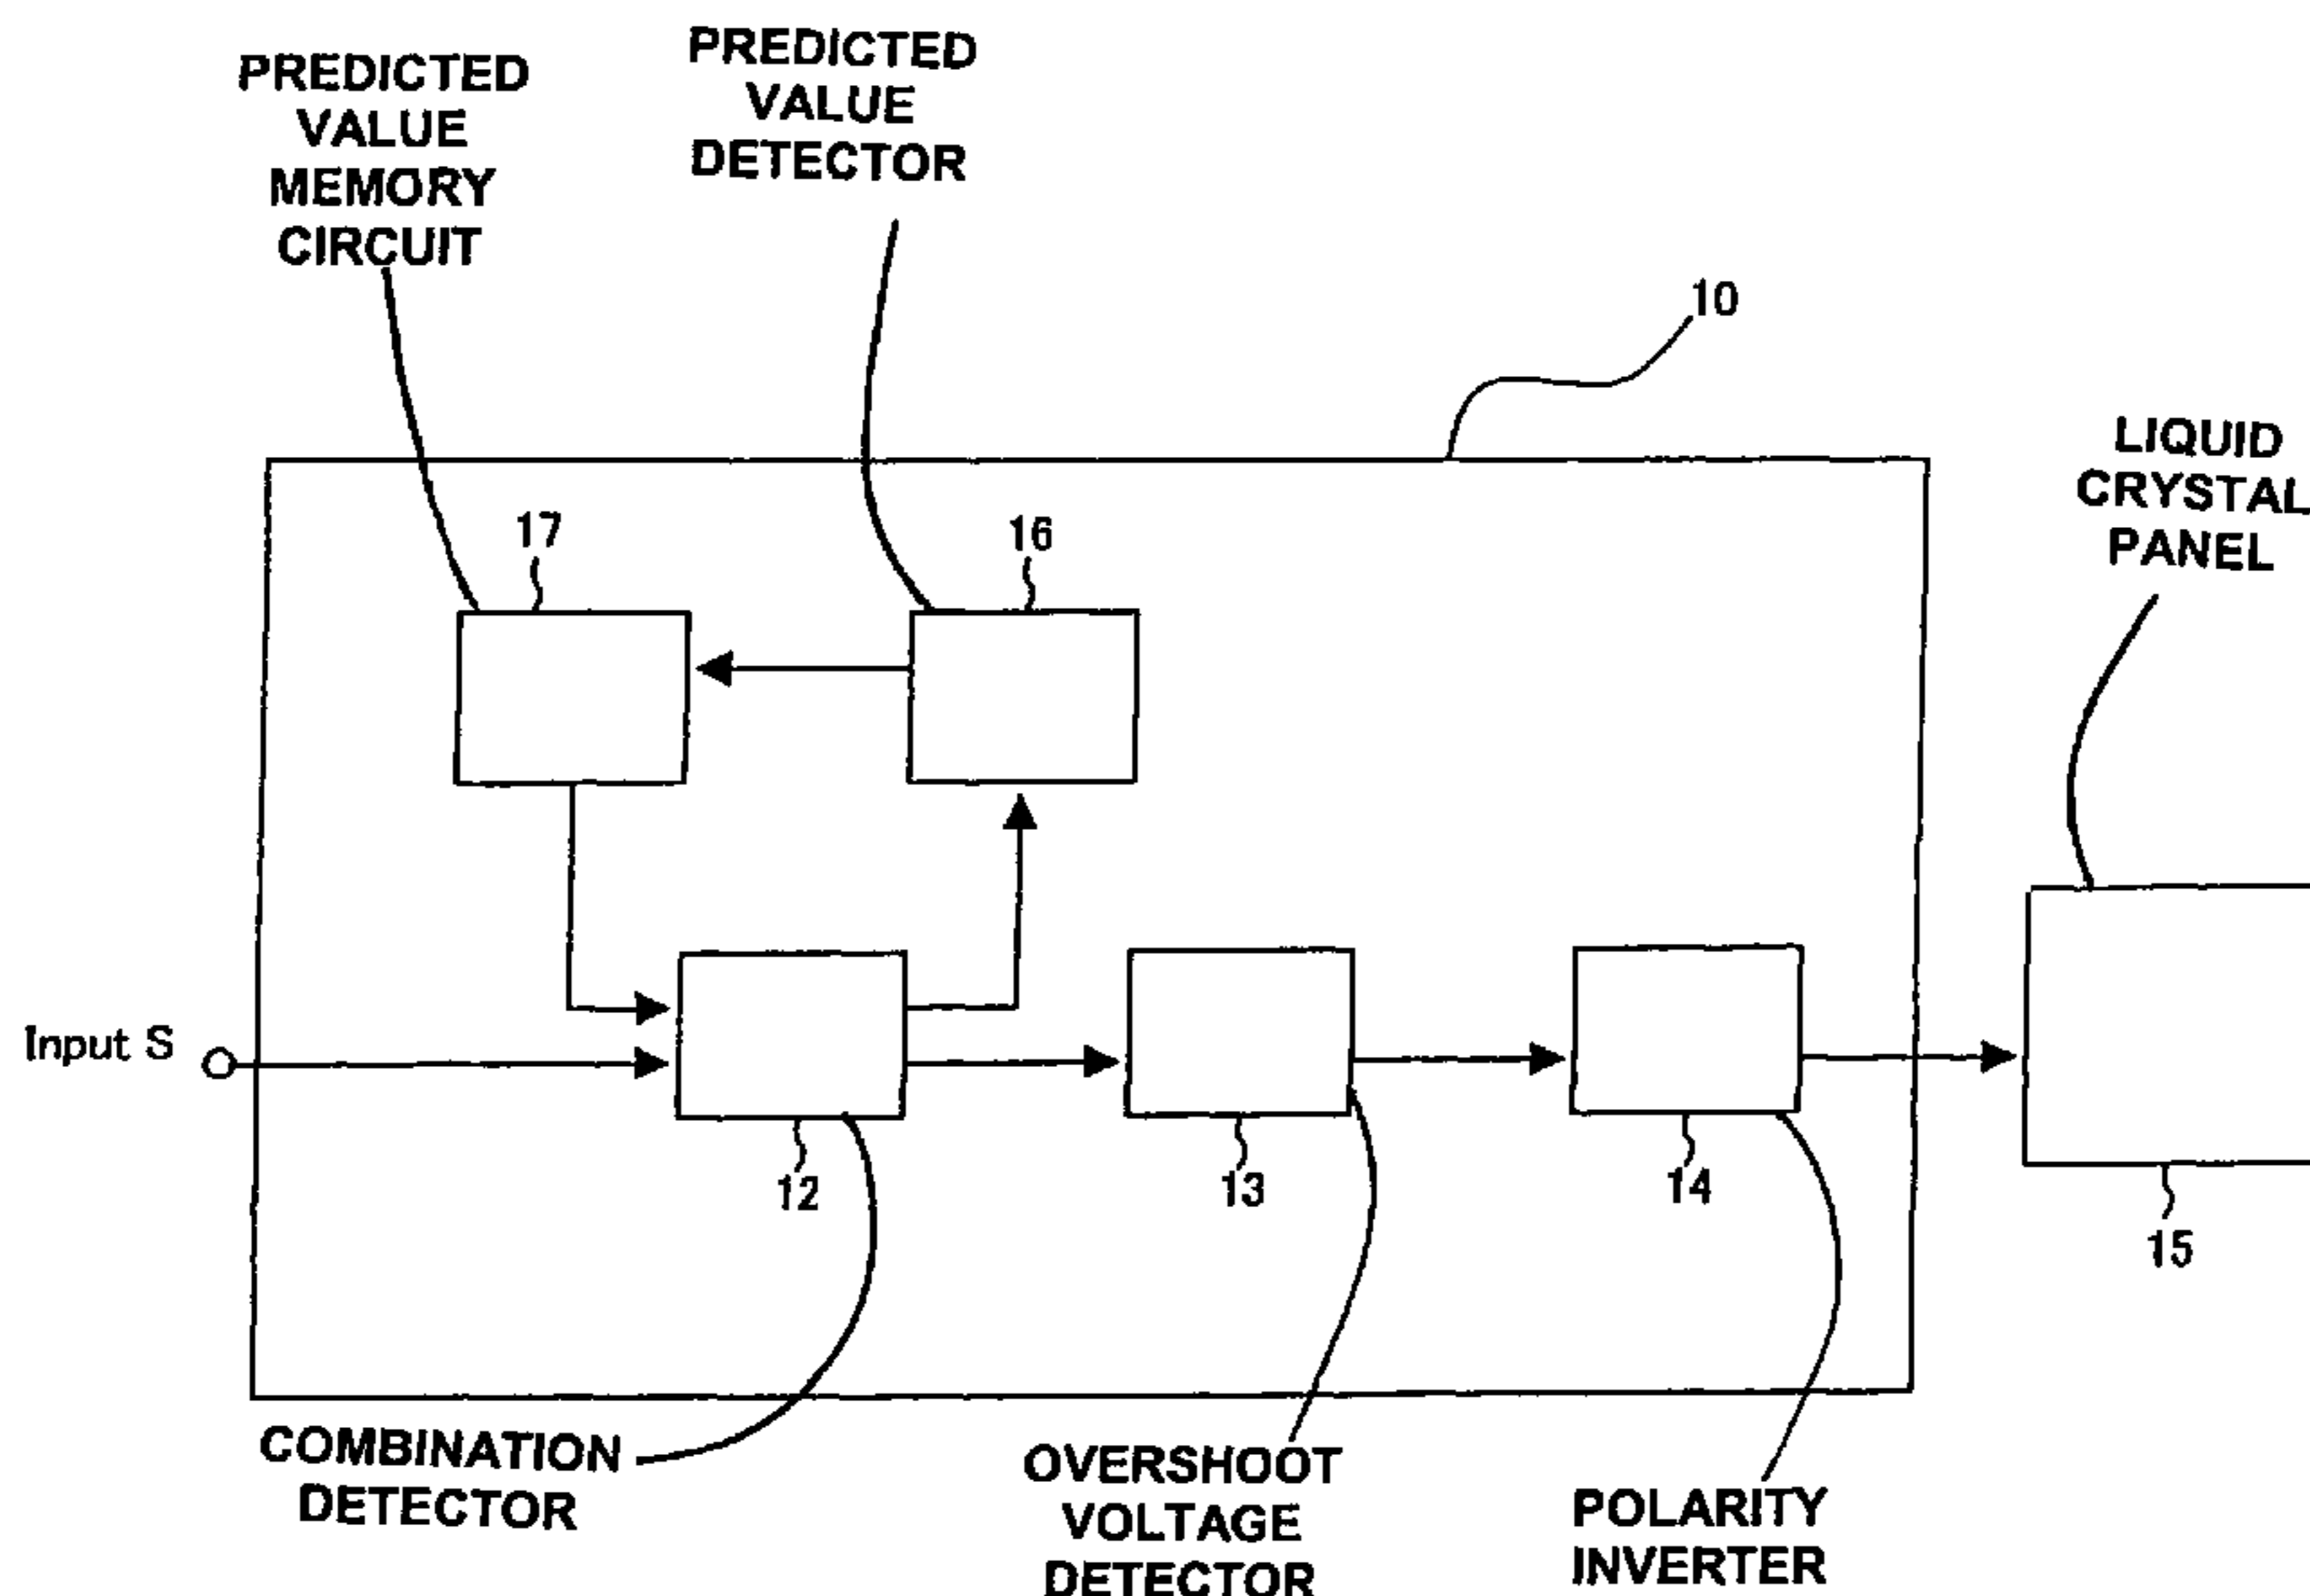 PREDICTED
VALUE
MEMORY
CIRCUIT
PREDICTED
VALUE
DETECTOR
10
LIQUID
CRYSTAL
PANEL
17
16
Input S
12
13
14
15
COMBINATION
DETECTOR
OVERSHOOT
VOLTAGE
DETECTOR
POLARITY
INVERTER